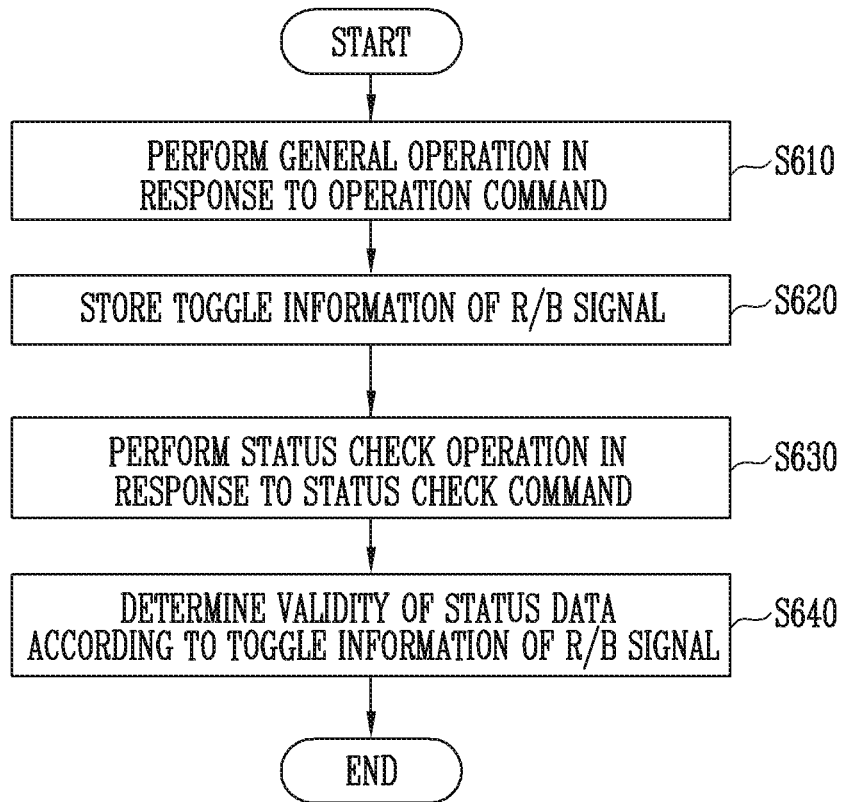 START
PERFORM GENERAL OPERATION IN
RESPONSE TO OPERATION COMMAND
S610
STORE TOGGLE INFORMATION OF R/B SIGNAL
S620
PERFORM STATUS CHECK OPERATION IN
RESPONSE TO STATUS CHECK COMMAND
S630
DETERMINE VALIDITY OF STATUS DATA
ACCORDING TO TOGGLE INFORMATION OF R/B SIGNAL
S640
END